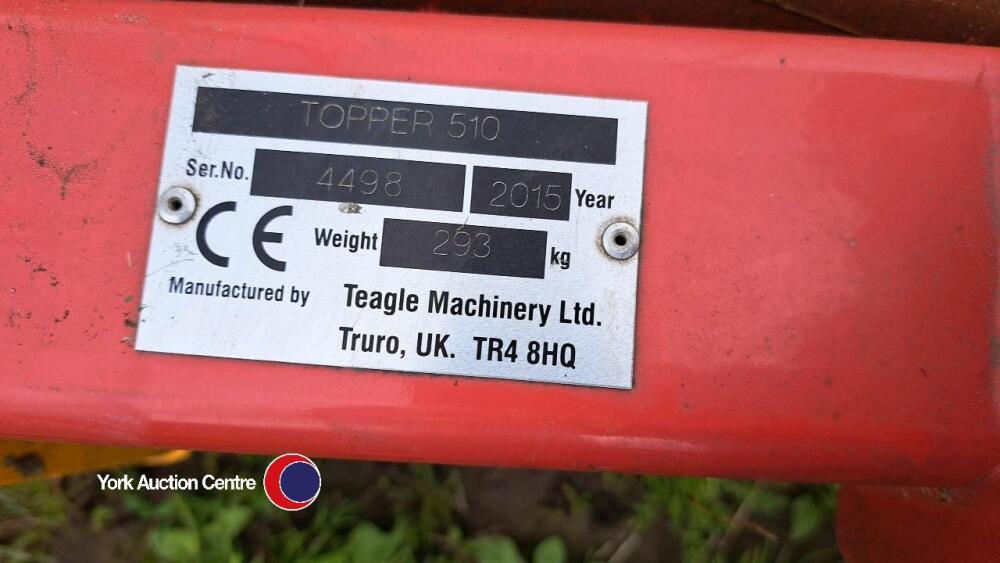 TOPPER 510
Ser.No. 4498 2015 Year
CE Weight 293 kg
Manufactured by Teagle Machinery Ltd.
Truro, UK. TR4 8HQ
York Auction Centre